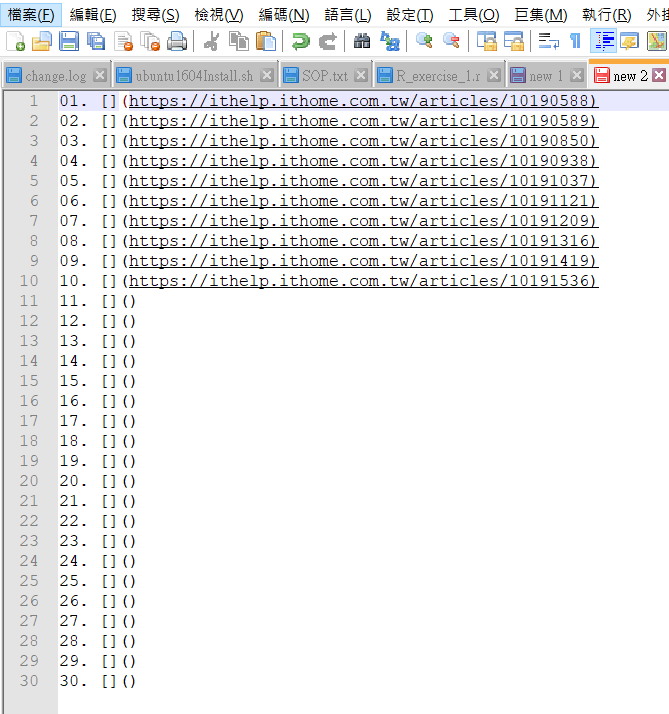 檔案(F) 編輯(E) 搜尋(S) 檢視(V) 編碼(N) 語言(L) 設定(T) 工具(O) 巨集(M) 執行(R) 外掛
change.log ubuntu1604Install.sh SOP.txt R_exercise_1.r new 1 new 2
1 01. [](https://ithelp.ithome.com.tw/articles/10190588)
2 02. [](https://ithelp.ithome.com.tw/articles/10190589)
3 03. [](https://ithelp.ithome.com.tw/articles/10190850)
4 04. [](https://ithelp.ithome.com.tw/articles/10190938)
5 05. [](https://ithelp.ithome.com.tw/articles/10191037)
6 06. [](https://ithelp.ithome.com.tw/articles/10191121)
7 07. [](https://ithelp.ithome.com.tw/articles/10191209)
8 08. [](https://ithelp.ithome.com.tw/articles/10191316)
9 09. [](https://ithelp.ithome.com.tw/articles/10191419)
10 10. [](https://ithelp.ithome.com.tw/articles/10191536)
11 11. []()
12 12. []()
13 13. []()
14 14. []()
15 15. []()
16 16. []()
17 17. []()
18 18. []()
19 19. []()
20 20. []()
21 21. []()
22 22. []()
23 23. []()
24 24. []()
25 25. []()
26 26. []()
27 27. []()
28 28. []()
29 29. []()
30 30. []()